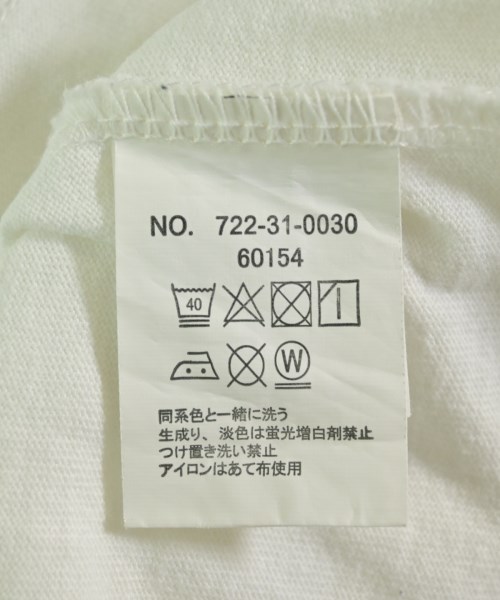 NO. 722-31-0030
60154
40
W
同系色と一緒に洗う
生成り、淡色は蛍光増白剤禁止
つけ置き洗い禁止
アイロンはあて布使用